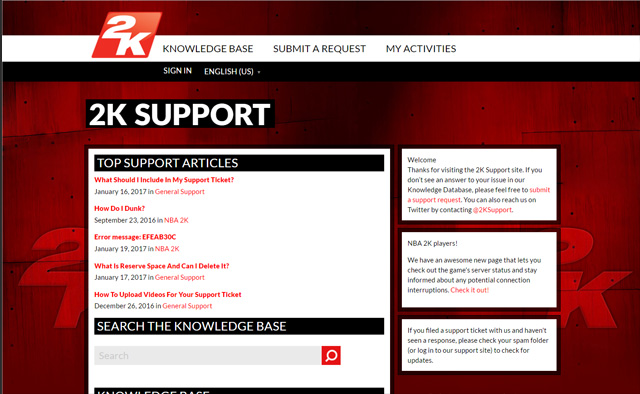 2K
KNOWLEDGE BASE SUBMIT A REQUEST MY ACTIVITIES
SIGN IN ENGLISH (US)
2K SUPPORT
TOP SUPPORT ARTICLES
What Should I Include In My Support Ticket?
January 16, 2017 in General Support
How Do I Dunk?
September 23, 2016 in NBA 2K
Error message: EFEAB30C
January 19, 2017 in NBA 2K
What Is Reserve Space And Can I Delete It?
January 17, 2017 in General Support
How To Upload Videos For Your Support Ticket
December 26, 2016 in General Support
SEARCH THE KNOWLEDGE BASE
Search
KNOWLEDGE BASE
Welcome
Thanks for visiting the 2K Support site. If you
don't see an answer to your issue in our
Knowledge Database, please feel free to submit
a support request. You can also reach us on
Twitter by contacting @2KSupport.
NBA 2K players!
We have an awesome new page that lets you
check out the game's server status and stay
informed about any potential connection
interruptions. Check it out!
If you filed a support ticket with us and haven't
seen a response, please check your spam folder
(or log in to our support site) to check for
updates.
2K
2K